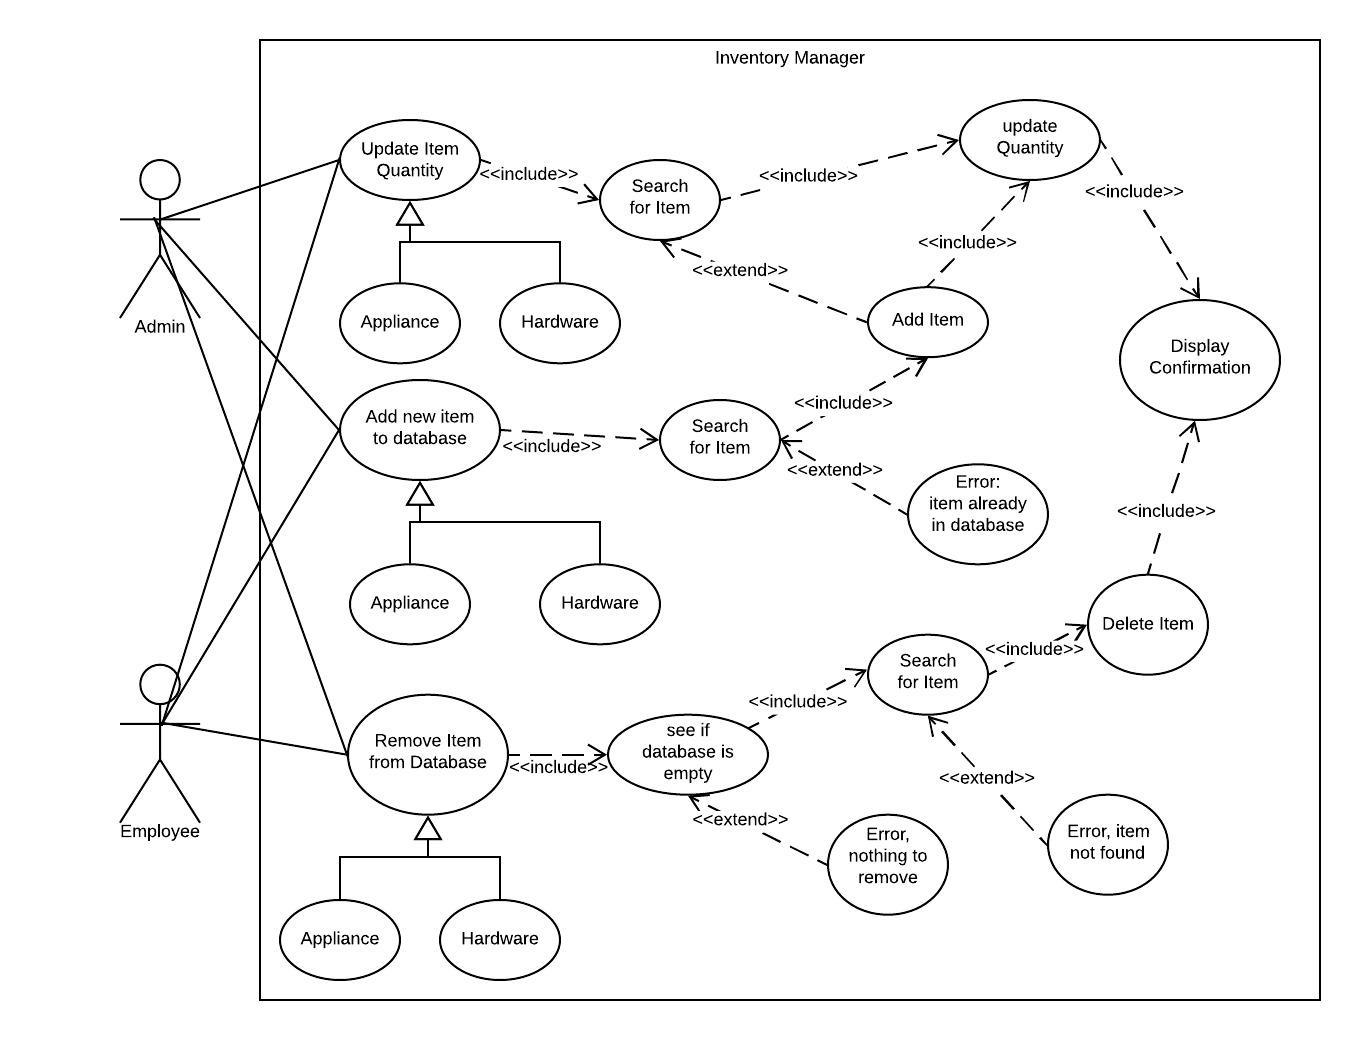 Inventory Manager
update
Quantity
Update Item
Quantity
<<include>>
Search
for Item
<<include>>
<<include>>
<<include>>
<<extend>>
Admin
Appliance
Hardware
Add Item
Display
Confirmation
<<include>>
Add new item
to database
<<include>>
Search
for Item
<<extend>>
Error:
item already
in database
<<include>>
Appliance
Hardware
Delete Item
<<include>>
Search
for Item
<<include>>
Remove Item
from Database
<<include>>
see if
database is
empty
<<extend>>
<<extend>>
Employee
Error,
nothing to
remove
Error, item
not found
Appliance
Hardware